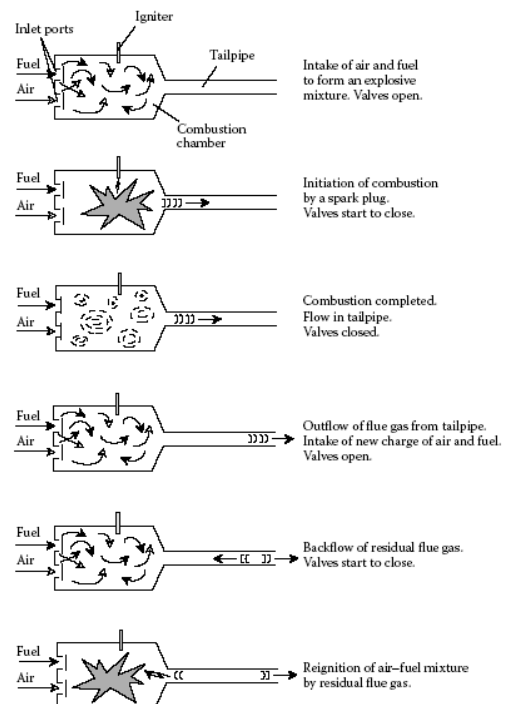 Igniter
Inlet ports
Tailpipe
Fuel
Air
Combustion
chamber
Intake of air and fuel
to form an explosive
mixture. Valves open.
Fuel
Air
Initiation of combustion
by a spark plug.
Valves start to close.
Fuel
Air
Combustion completed.
Flow in tailpipe.
Valves closed.
Fuel
Air
Outflow of flue gas from tailpipe.
Intake of new charge of air and fuel.
Valves open.
Fuel
Air
Backflow of residual flue gas.
Valves start to close.
Fuel
Air
Reignition of air–fuel mixture
by residual flue gas.